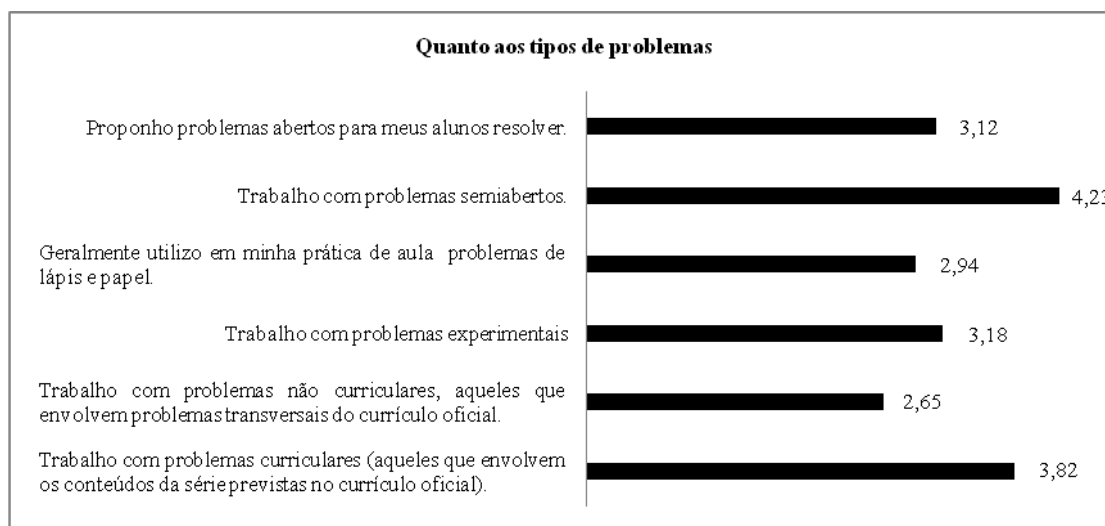 Quanto aos tipos de problemas
Proponho problemas abertos para meus alunos resolver.
3,12
Trabalho com problemas semiabertos.
4,23
Geralmente utilizo em minha prática de aula problemas de
lápis e papel.
2,94
Trabalho com problemas experimentais
3,18
Trabalho com problemas não curriculares, aqueles que
envolvem problemas transversais do currículo oficial.
2,65
Trabalho com problemas curriculares (aqueles que envolvem
os conteúdos da série previstas no currículo oficial).
3,82